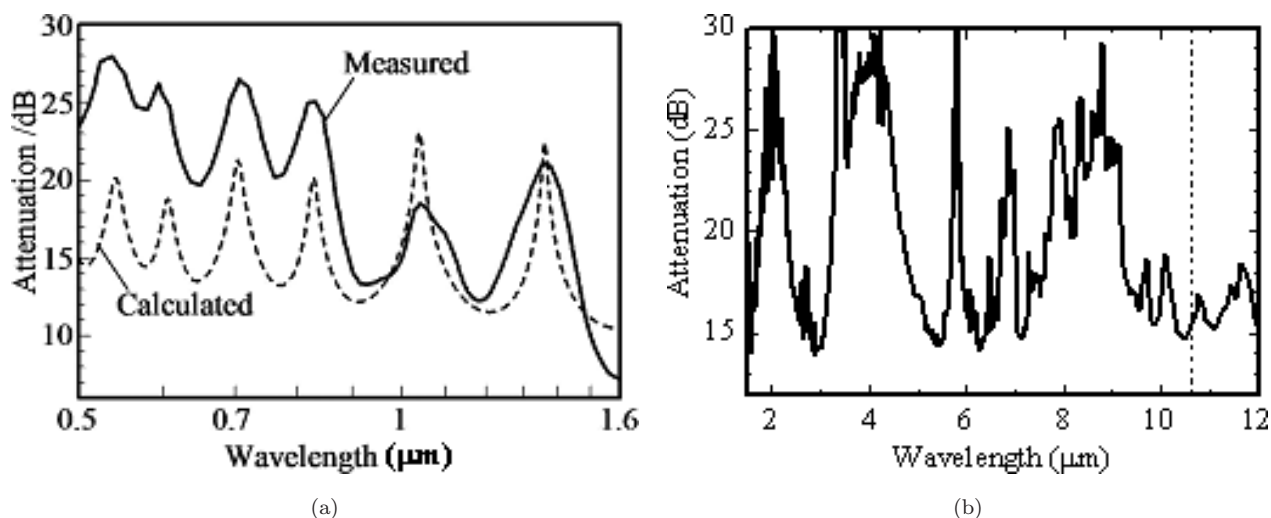 30
25
20
15
10
Attenuation /dB
Measured
Calculated
0.5 0.7 1 1.6
Wavelength (μm)
(a)
30
25
20
15
Attenuation (dB)
2 4 6 8 10 12
Wavelength (μm)
(b)